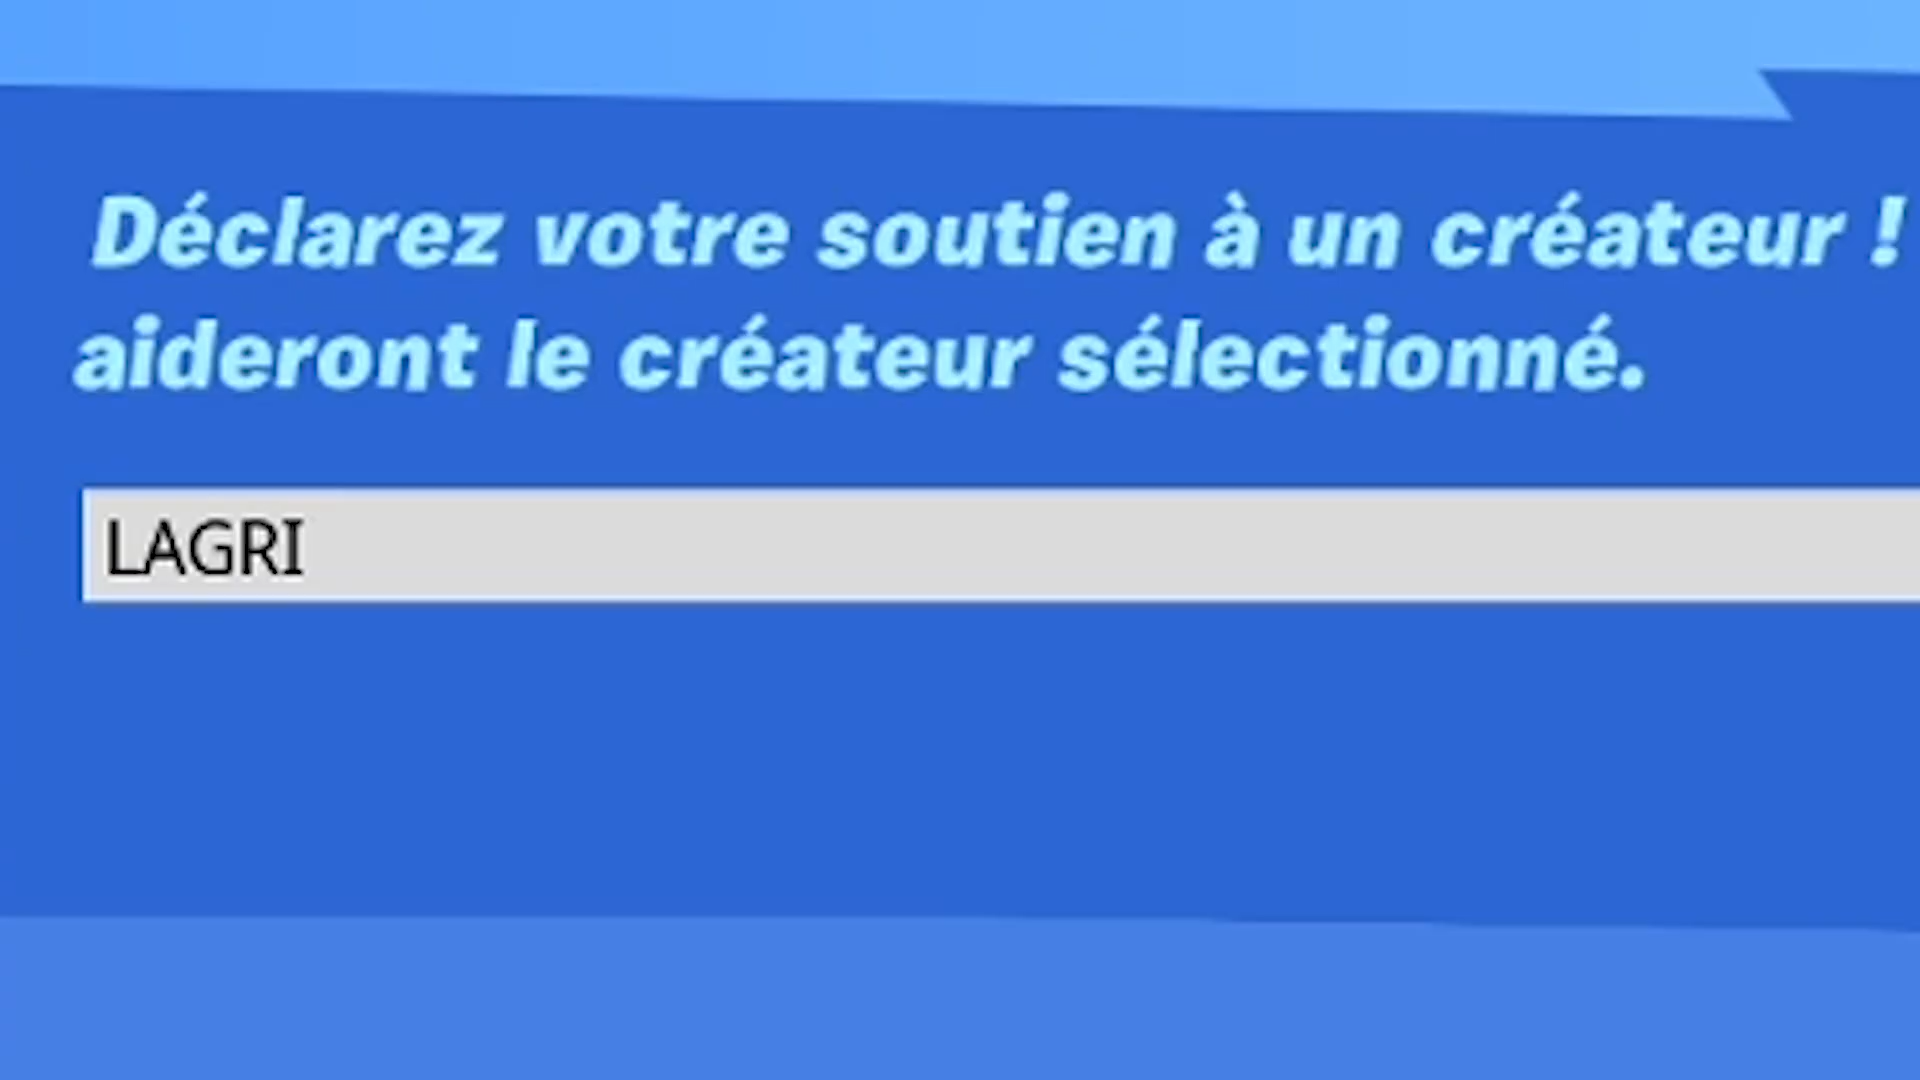 Déclarez votre soutien à un créateur !
aideront le créateur sélectionné.
LAGRI